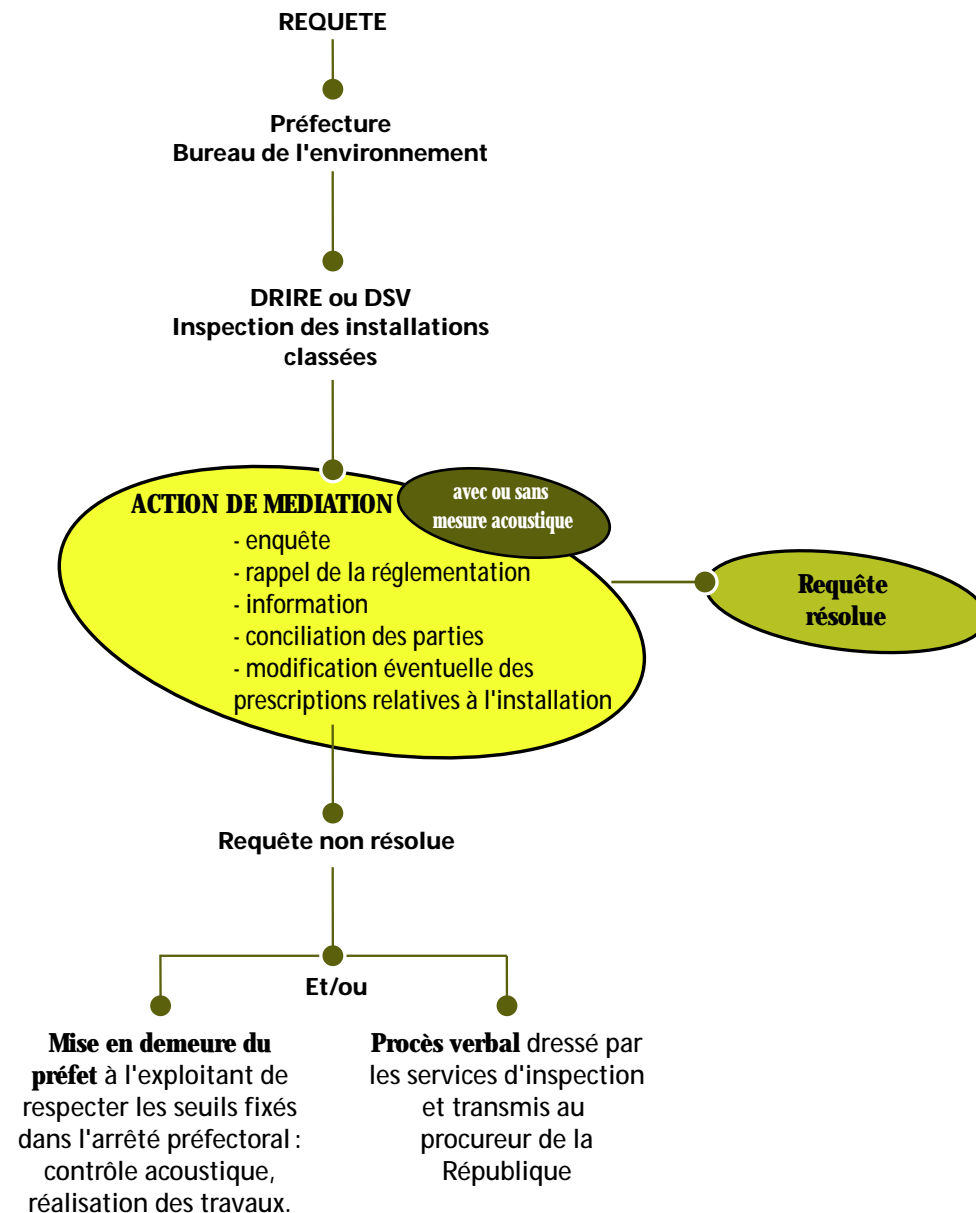 REQUETE
Préfecture
Bureau de l'environnement
DRIRE ou DSV
Inspection des installations
classées
ACTION DE MEDIATION
avec ou sans
mesure acoustique
- enquête
- rappel de la réglementation
- information
- conciliation des parties
- modification éventuelle des
prescriptions relatives à l'installation
Requête
résolue
Requête non résolue
Et/ou
Mise en demeure du
préfet à l'exploitant de
respecter les seuils fixés
dans l'arrêté préfectoral :
contrôle acoustique,
réalisation des travaux.
Procès verbal dressé par
les services d'inspection
et transmis au
procureur de la
République